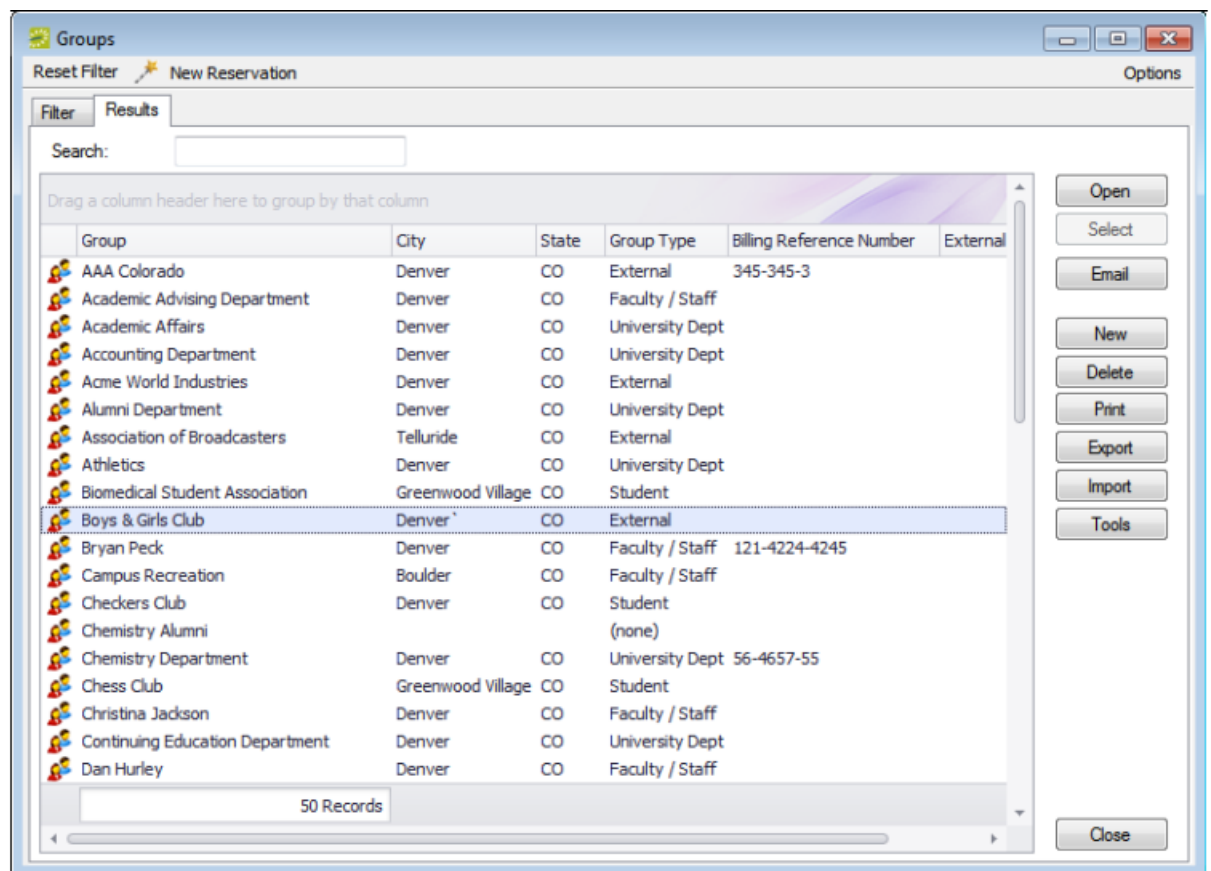 Groups
Reset Filter New Reservation Options
Filter Results
Search:
Drag a column header here to group by that column
Group City State Group Type Billing Reference Number External
AAA Colorado Denver CO External 345-345-3
Academic Advising Department Denver CO Faculty / Staff
Academic Affairs Denver CO University Dept
Accounting Department Denver CO University Dept
Acme World Industries Denver CO External
Alumni Department Denver CO University Dept
Association of Broadcasters Telluride CO External
Athletics Denver CO University Dept
Biomedical Student Association Greenwood Village CO Student
Boys & Girls Club Denver` CO External
Bryan Peck Denver CO Faculty / Staff 121-4224-4245
Campus Recreation Boulder CO Faculty / Staff
Checkers Club Denver CO Student
Chemistry Alumni (none)
Chemistry Department Denver CO University Dept 56-4657-55
Chess Club Greenwood Village CO Student
Christina Jackson Denver CO Faculty / Staff
Continuing Education Department Denver CO University Dept
Dan Hurley Denver CO Faculty / Staff
50 Records
Open
Select
Email
New
Delete
Print
Export
Import
Tools
Close